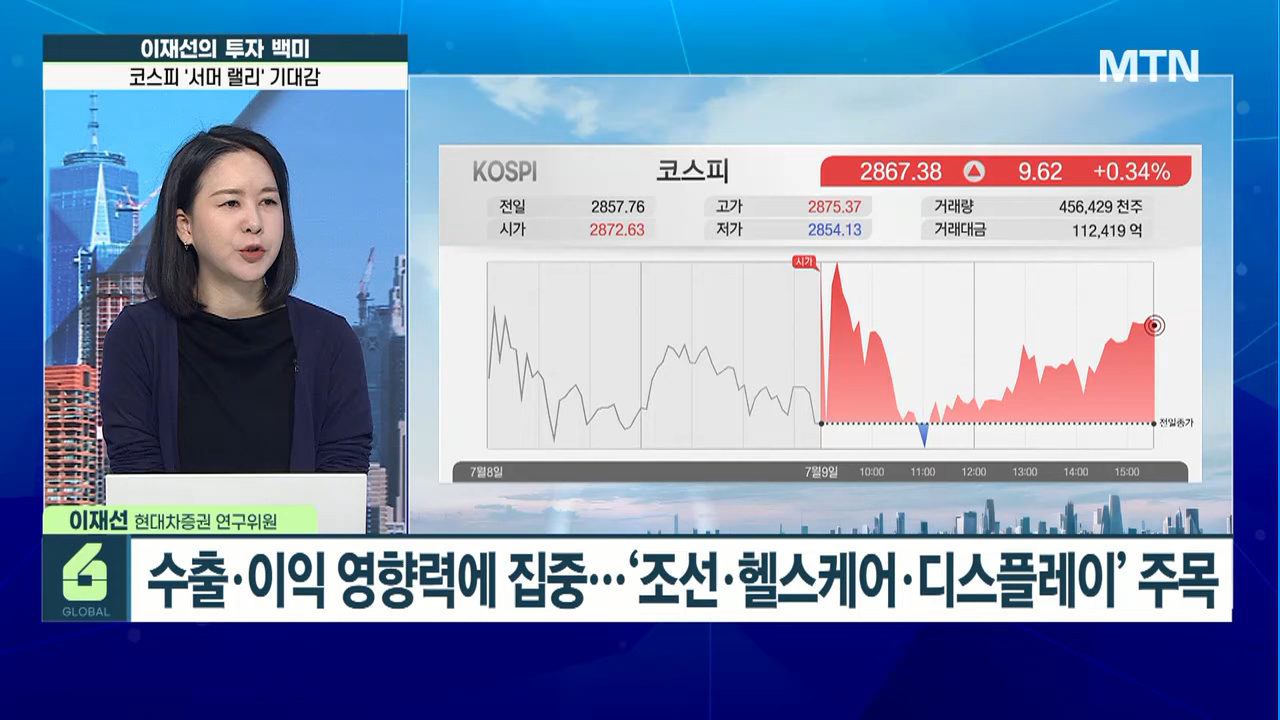 이재선의 투자 백미
코스피 '서머 랠리' 기대감
MTN
KOSPI 코스피 2867.38 ▲ 9.62 +0.34%
전일 2857.76 고가 2875.37 거래량 456,429 천주
시가 2872.63 저가 2854.13 거래대금 112,419 억
시가
전일종가
7월8일 7월9일 10:00 11:00 12:00 13:00 14:00 15:00
이재선 현대차증권 연구위원
6 GLOBAL
수출·이익 영향력에 집중…‘조선·헬스케어·디스플레이’ 주목